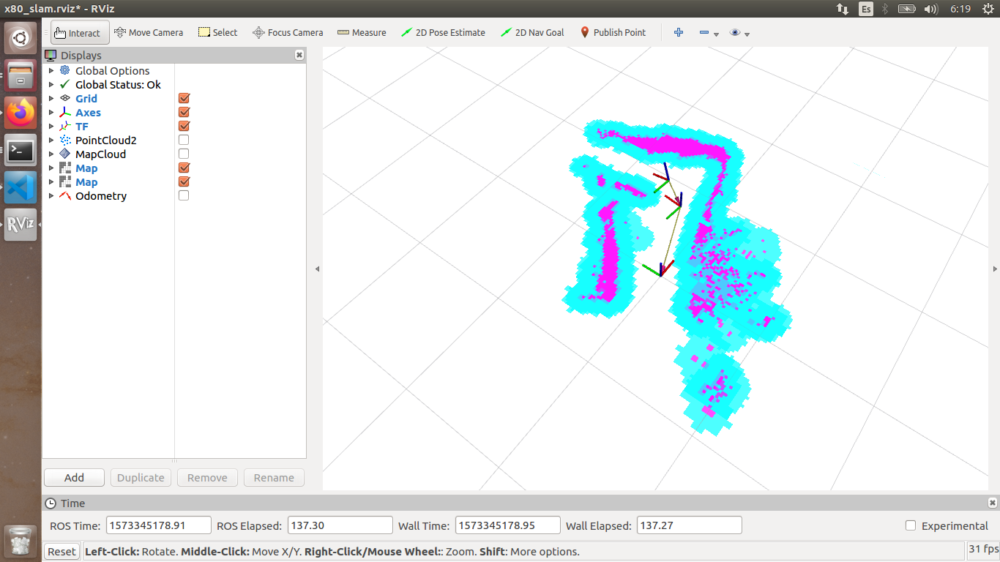 x80_slam.rviz* - RViz
Es
6:19
Interact
Move Camera
Select
Focus Camera
Measure
2D Pose Estimate
2D Nav Goal
Publish Point
Displays
Global Options
Global Status: Ok
Grid
Axes
TF
PointCloud2
MapCloud
Map
Map
Odometry
RViz
Add
Duplicate
Remove
Rename
Time
ROS Time: 1573345178.91 ROS Elapsed: 137.30 Wall Time: 1573345178.95 Wall Elapsed: 137.27 Experimental
Reset Left-Click: Rotate. Middle-Click: Move X/Y. Right-Click/Mouse Wheel:: Zoom. Shift: More options. 31 fps